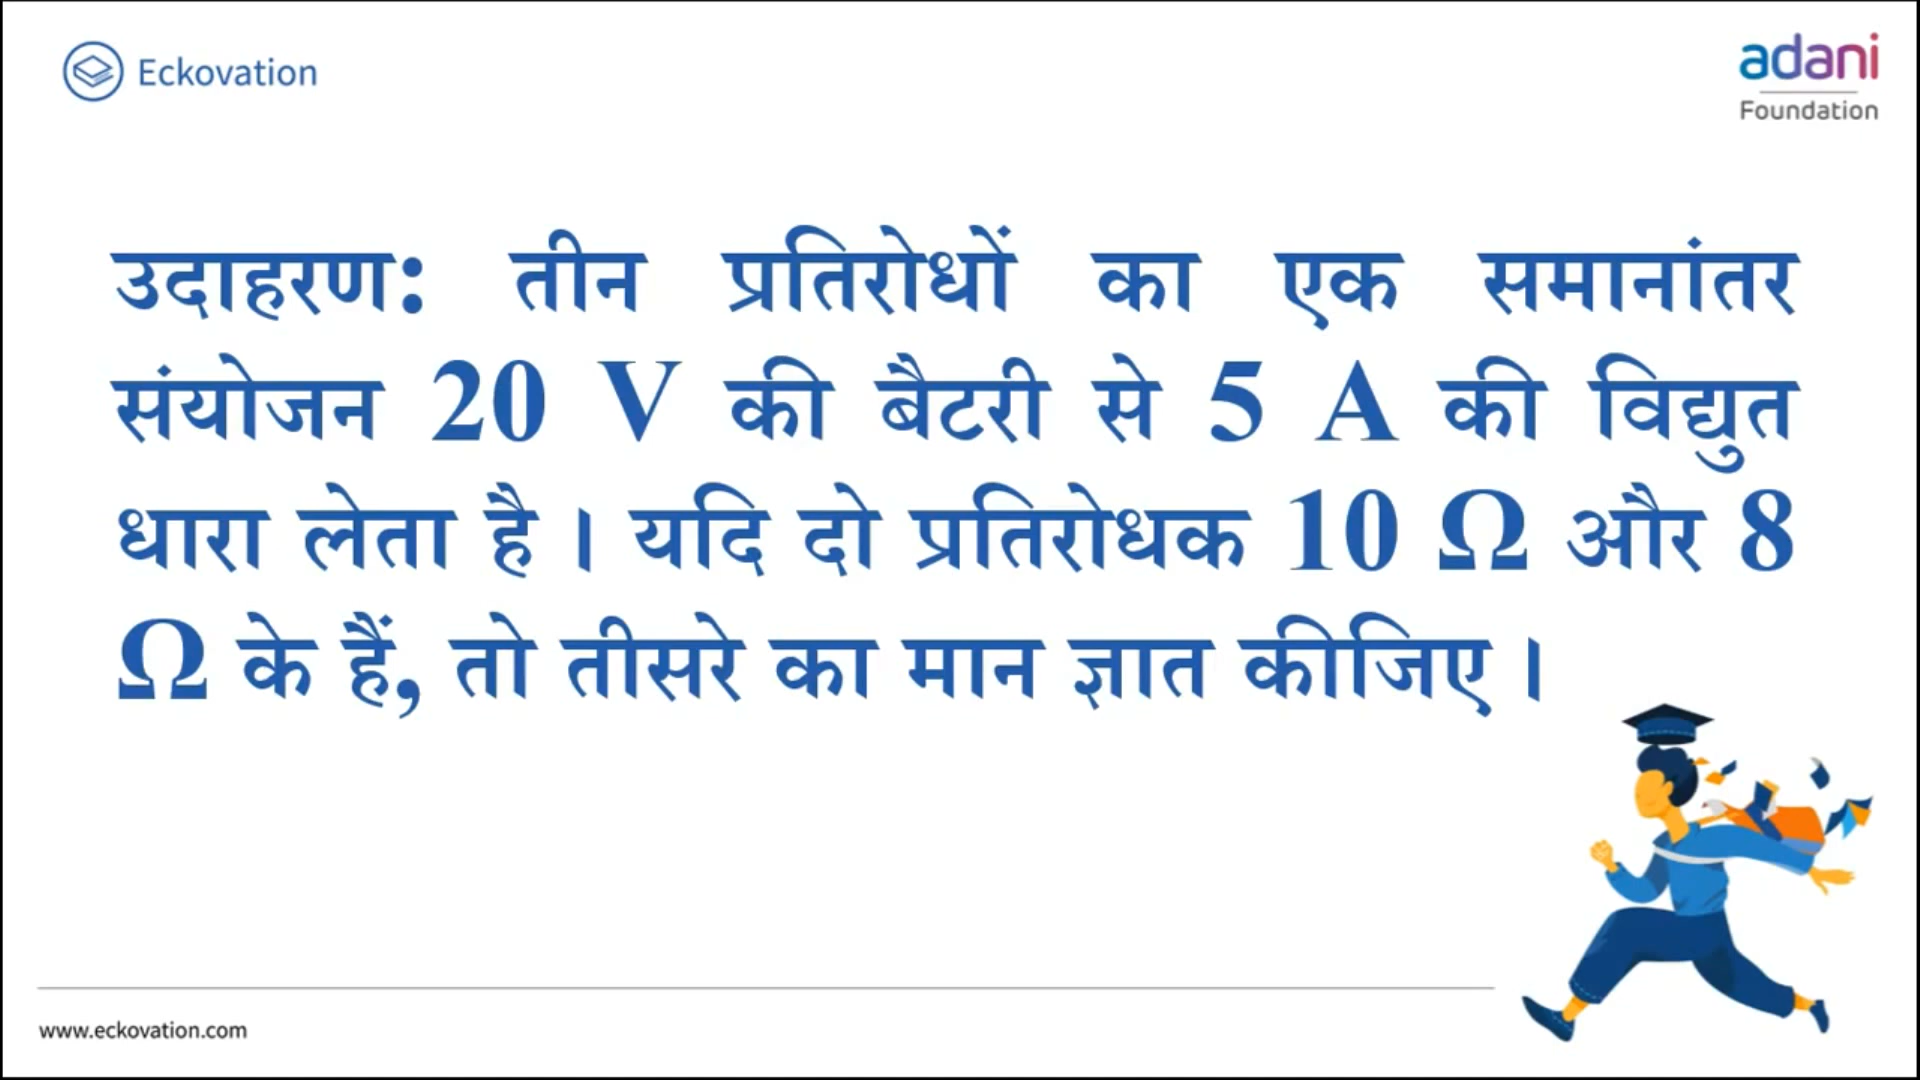 Eckovation
adani
Foundation
उदाहरण: तीन प्रतिरोधों का एक समानांतर
संयोजन 20 V की बैटरी से 5 A की विद्युत
धारा लेता है । यदि दो प्रतिरोधक 10 Ω और 8
Ω के हैं, तो तीसरे का मान ज्ञात कीजिए ।
www.eckovation.com